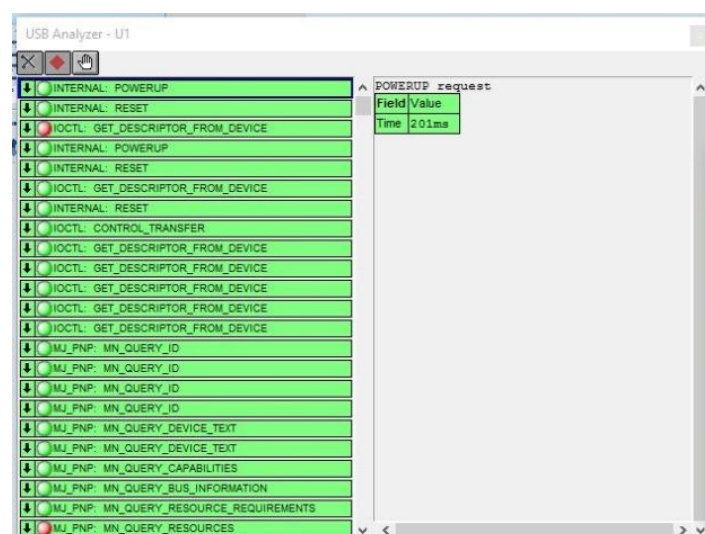 USB Analyzer - U1
INTERNAL: POWERUP
INTERNAL: RESET
IOCTL: GET_DESCRIPTOR_FROM_DEVICE
INTERNAL: POWERUP
INTERNAL: RESET
IOCTL: GET_DESCRIPTOR_FROM_DEVICE
INTERNAL: RESET
IOCTL: CONTROL_TRANSFER
IOCTL: GET_DESCRIPTOR_FROM_DEVICE
IOCTL: GET_DESCRIPTOR_FROM_DEVICE
IOCTL: GET_DESCRIPTOR_FROM_DEVICE
IOCTL: GET_DESCRIPTOR_FROM_DEVICE
IOCTL: GET_DESCRIPTOR_FROM_DEVICE
MJ_PNP: MN_QUERY_ID
MJ_PNP: MN_QUERY_ID
MJ_PNP: MN_QUERY_ID
MJ_PNP: MN_QUERY_ID
MJ_PNP: MN_QUERY_DEVICE_TEXT
MJ_PNP: MN_QUERY_DEVICE_TEXT
MJ_PNP: MN_QUERY_CAPABILITIES
MJ_PNP: MN_QUERY_BUS_INFORMATION
MJ_PNP: MN_QUERY_RESOURCE_REQUIREMENTS
MJ_PNP: MN_QUERY_RESOURCES
POWERUP request
Field Value
Time 201ms